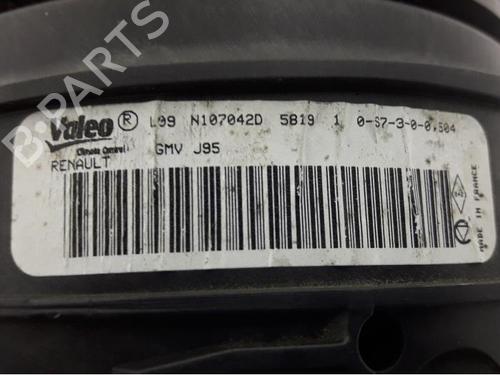 B-PARTS
Valeo ® L99 N107042D 5819 1 0-S7-3-0-0,504
Climate Control GMV J95
RENAULT
MADE IN FRANCE